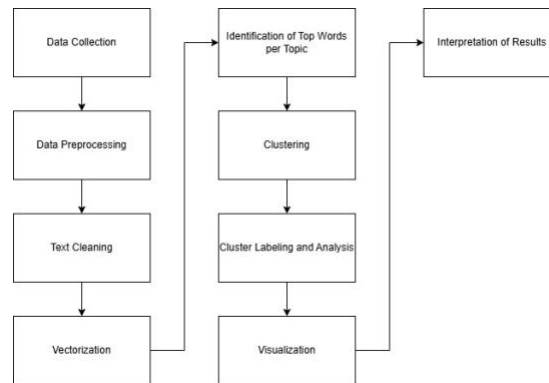 Data Collection
Data Preprocessing
Text Cleaning
Vectorization
Identification of Top Words
per Topic
Clustering
Cluster Labeling and Analysis
Visualization
Interpretation of Results